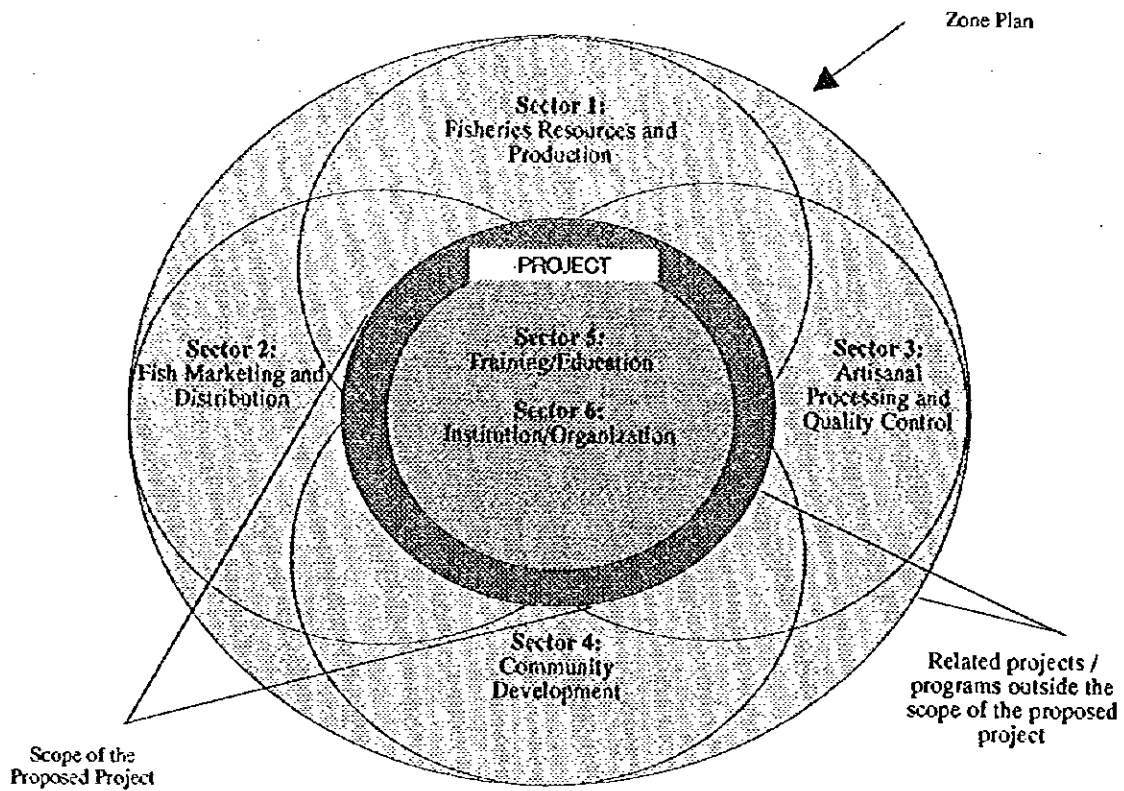 Zone Plan
Sector 1:
Fisheries Resources and
Production
PROJECT
Sector 5:
Training/Education
Sector 6:
Institution/Organization
Sector 2:
Fish Marketing and
Distribution
Sector 3:
Artisanal
Processing and
Quality Control
Sector 4:
Community
Development
Related projects /
programs outside the
scope of the proposed
project
Scope of the
Proposed Project